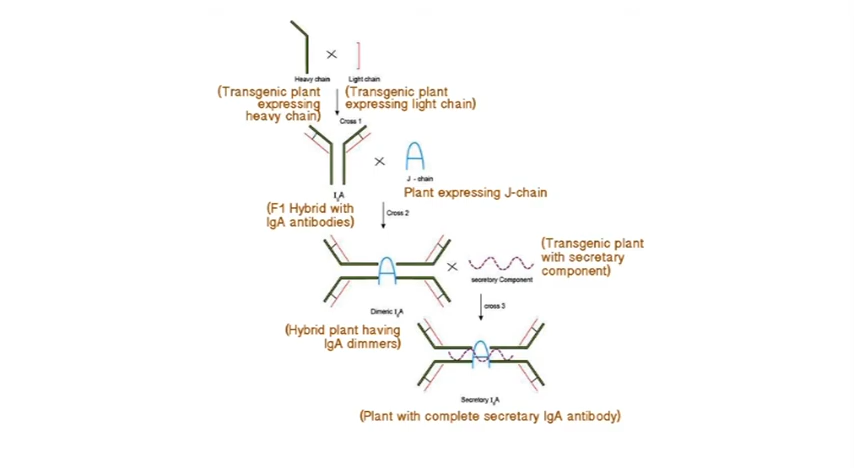 Heavy chain
Light chain
(Transgenic plant
expressing
heavy chain)
(Transgenic plant
expressing light chain)
Cross 1
IgA
J - chain
Plant expressing J-chain
(F1 Hybrid with
IgA antibodies)
Cross 2
(Transgenic plant
with secretary
component)
secretory Component
Dimeric IgA
cross 3
(Hybrid plant having
IgA dimmers)
Secretory IgA
(Plant with complete secretary IgA antibody)